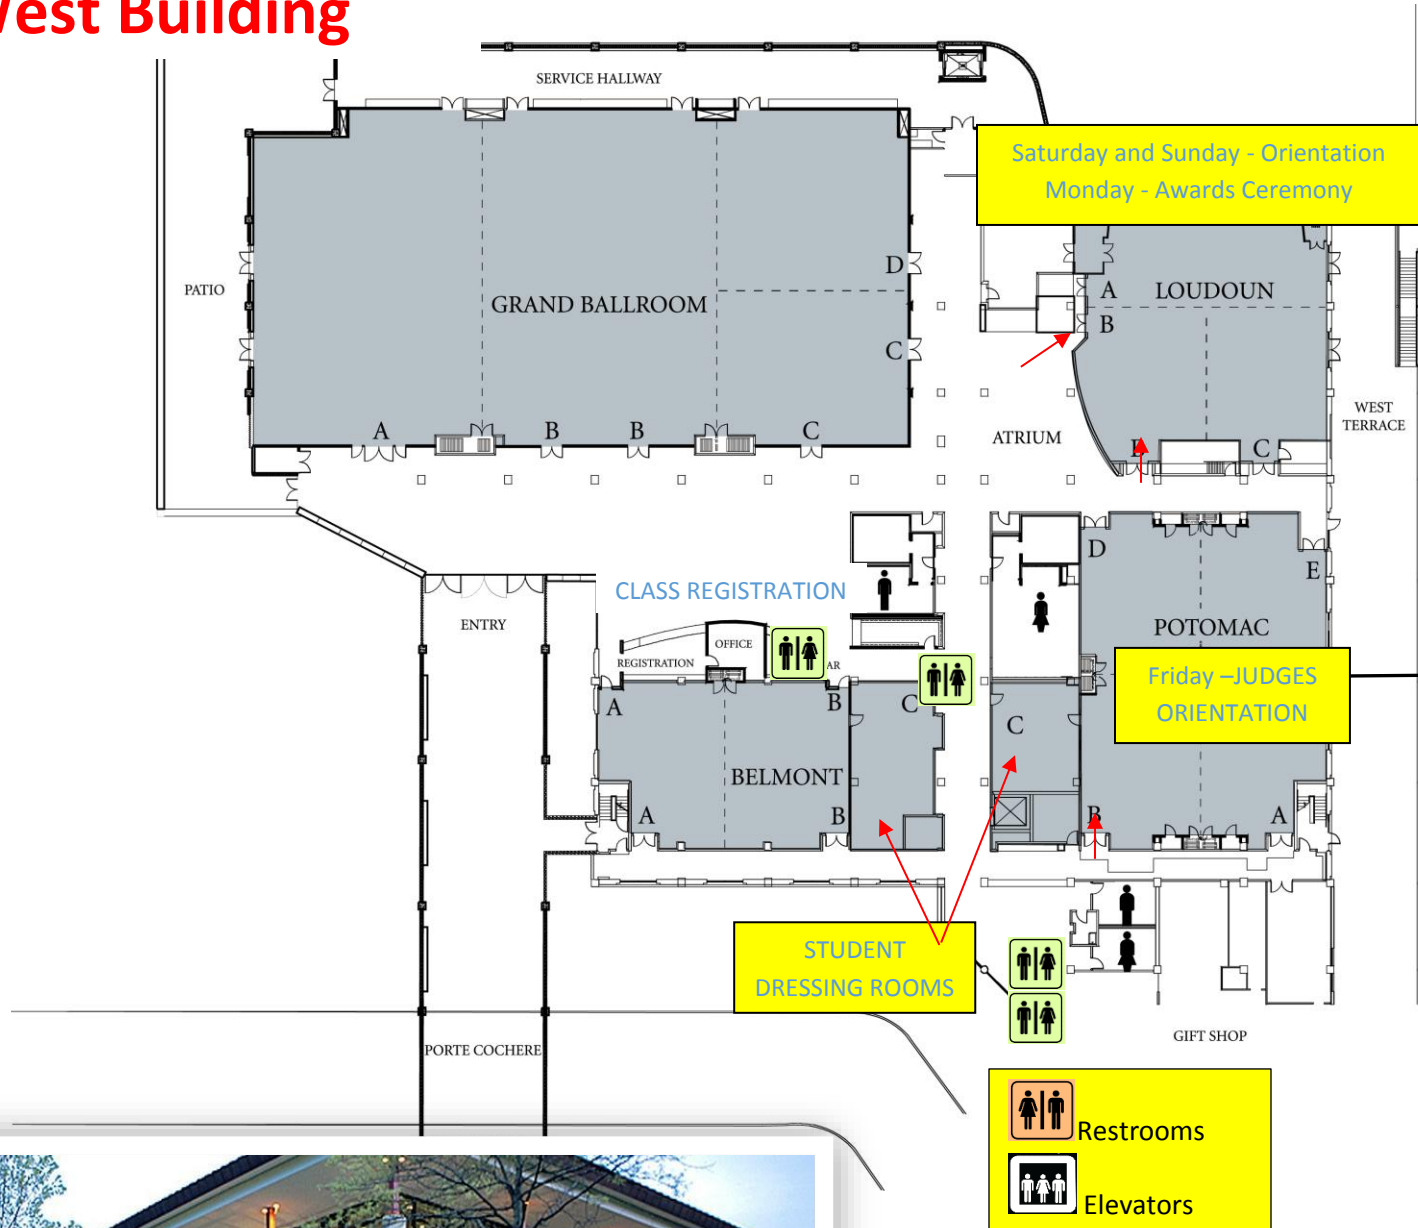 West Building
SERVICE HALLWAY
Saturday and Sunday - Orientation
Monday - Awards Ceremony
PATIO
GRAND BALLROOM
D
C
A
B
B
C
A
LOUDOUN
B
C
ATRIUM
WEST
TERRACE
CLASS REGISTRATION
ENTRY
OFFICE
REGISTRATION
AR
A
B
C
BELMONT
A
B
C
D
E
POTOMAC
Friday –JUDGES
ORIENTATION
B
A
STUDENT
DRESSING ROOMS
GIFT SHOP
PORTE COCHERE
Restrooms
Elevators